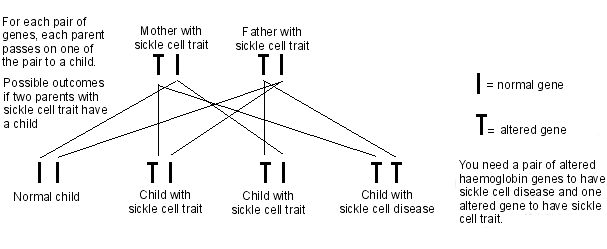 For each pair of
genes, each parent
passes on one of
the pair to a child.
Possible outcomes
if two parents with
sickle cell trait have
a child
Mother with
sickle cell trait
Father with
sickle cell trait
T I
T I
I = normal gene
T = altered gene
I I
T I
T I
T T
Normal child
Child with
sickle cell trait
Child with
sickle cell trait
Child with
sickle cell disease
You need a pair of altered
haemoglobin genes to have
sickle cell disease and one
altered gene to have sickle
cell trait.